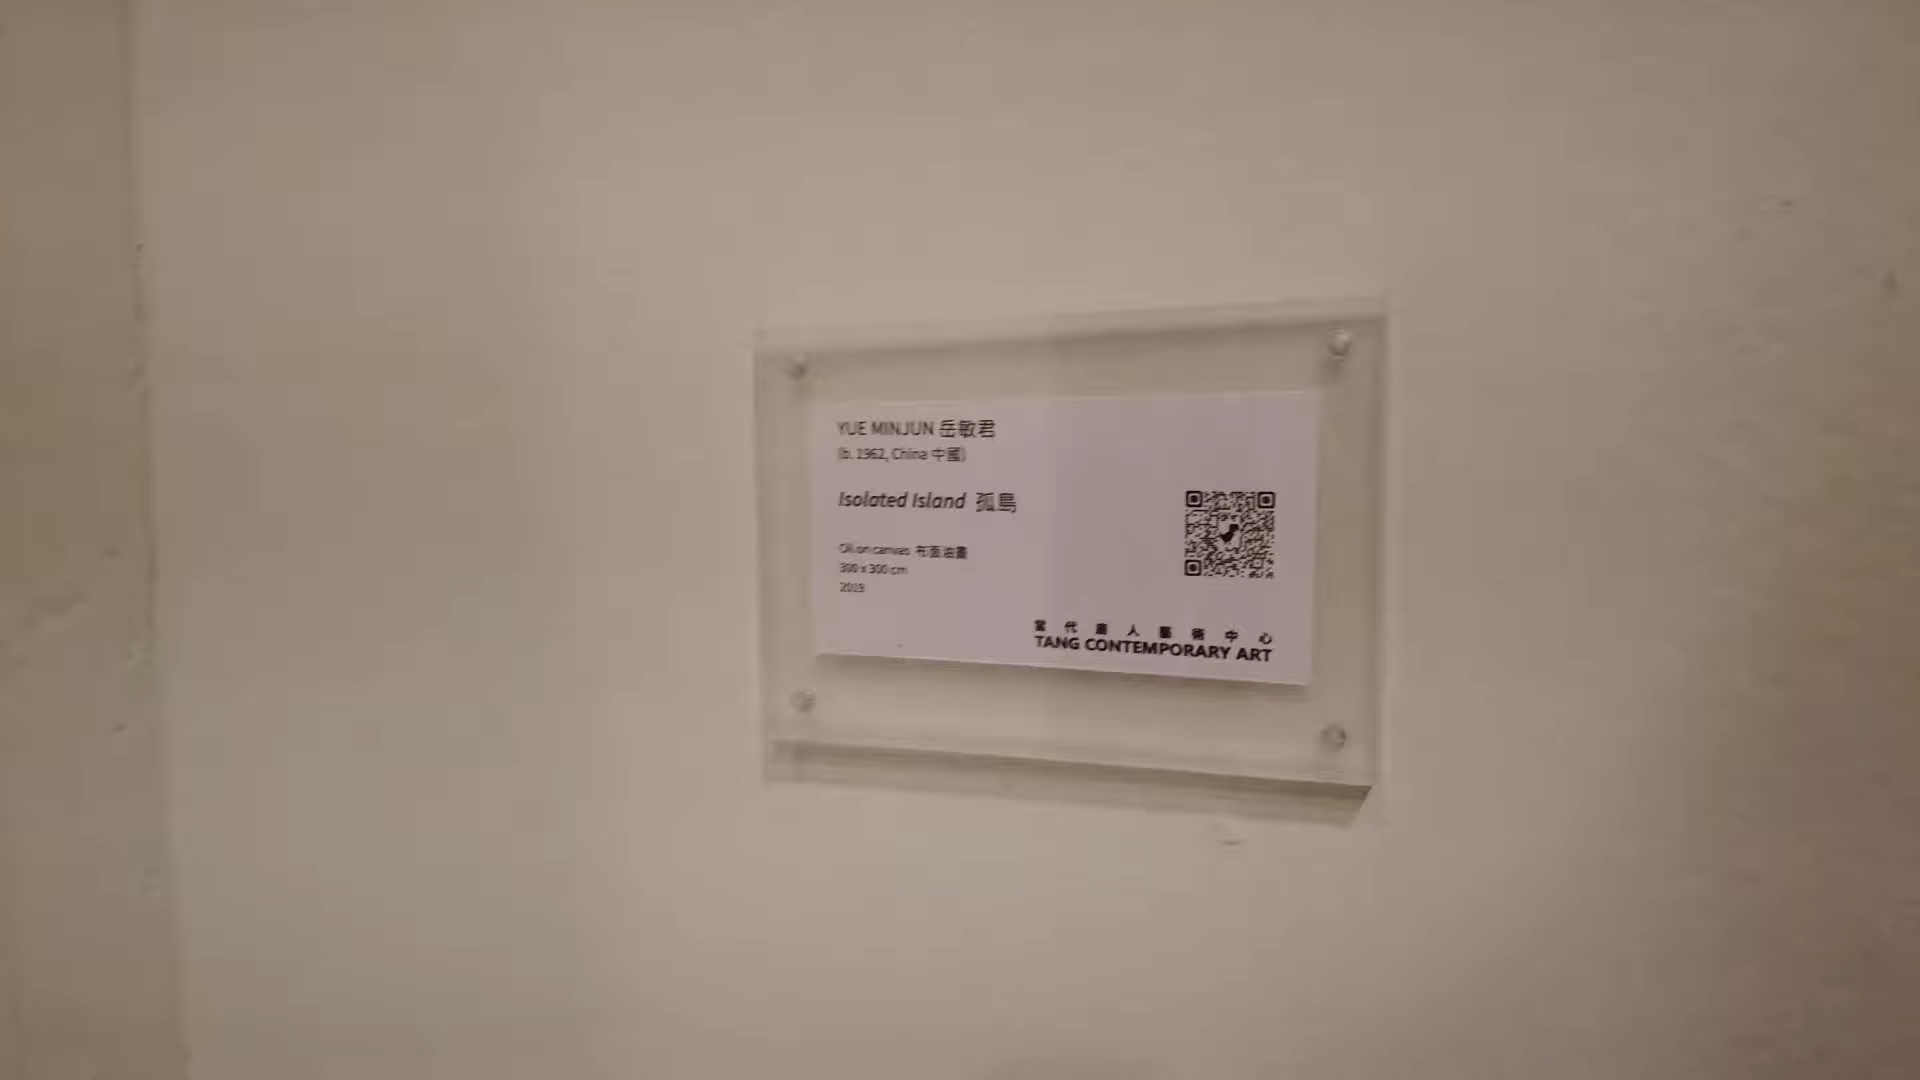 YUE MINJUN 岳敏君
(b. 1962, China 中國)
Isolated Island 孤島
Oil on canvas 布面油畫
300 x 300 cm
當代唐人藝術中心
TANG CONTEMPORARY ART